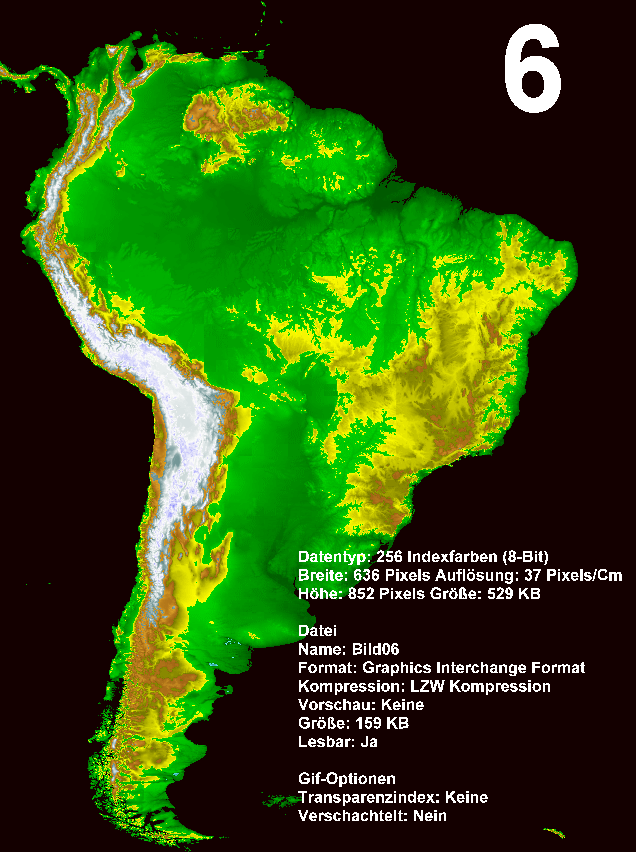 6
Datentyp: 256 Indexfarben (8-Bit)
Breite: 636 Pixels Auflösung: 37 Pixels/Cm
Höhe: 852 Pixels Größe: 529 KB
Datei
Name: Bild06
Format: Graphics Interchange Format
Kompression: LZW Kompression
Vorschau: Keine
Größe: 159 KB
Lesbar: Ja
Gif-Optionen
Transparenzindex: Keine
Verschachtelt: Nein